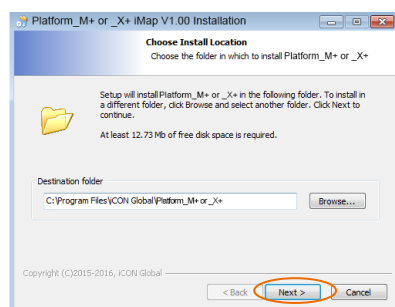 Platform_M+ or _X+ iMap V1.00 Installation
Choose Install Location
Choose the folder in which to install Platform_M+ or _X+
Setup will install Platform_M+ or _X+ in the following folder. To install in
a different folder, click Browse and select another folder. Click Next to
continue.
At least 12.73 Mb of free disk space is required.
Destination folder
C:\Program Files\iCON Global\Platform_M+ or _X+
Browse...
Copyright (C)2015-2016, iCON Global
< Back
Next >
Cancel